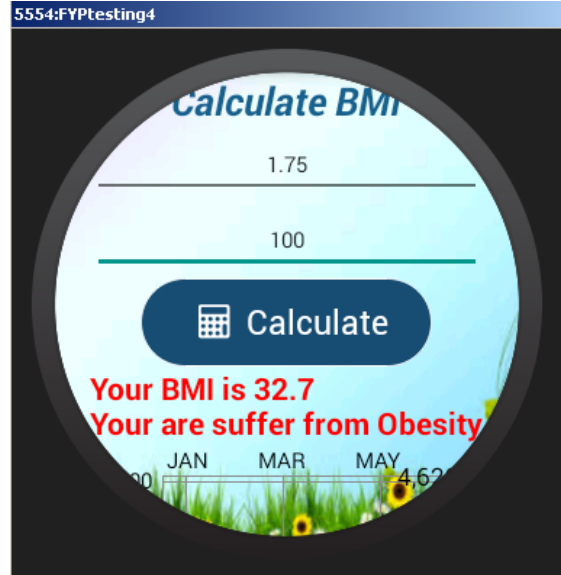 5554:FYPtesting4
Calculate BMI
1.75
100
Calculate
Your BMI is 32.7
Your are suffer from Obesity
JAN MAR MAY